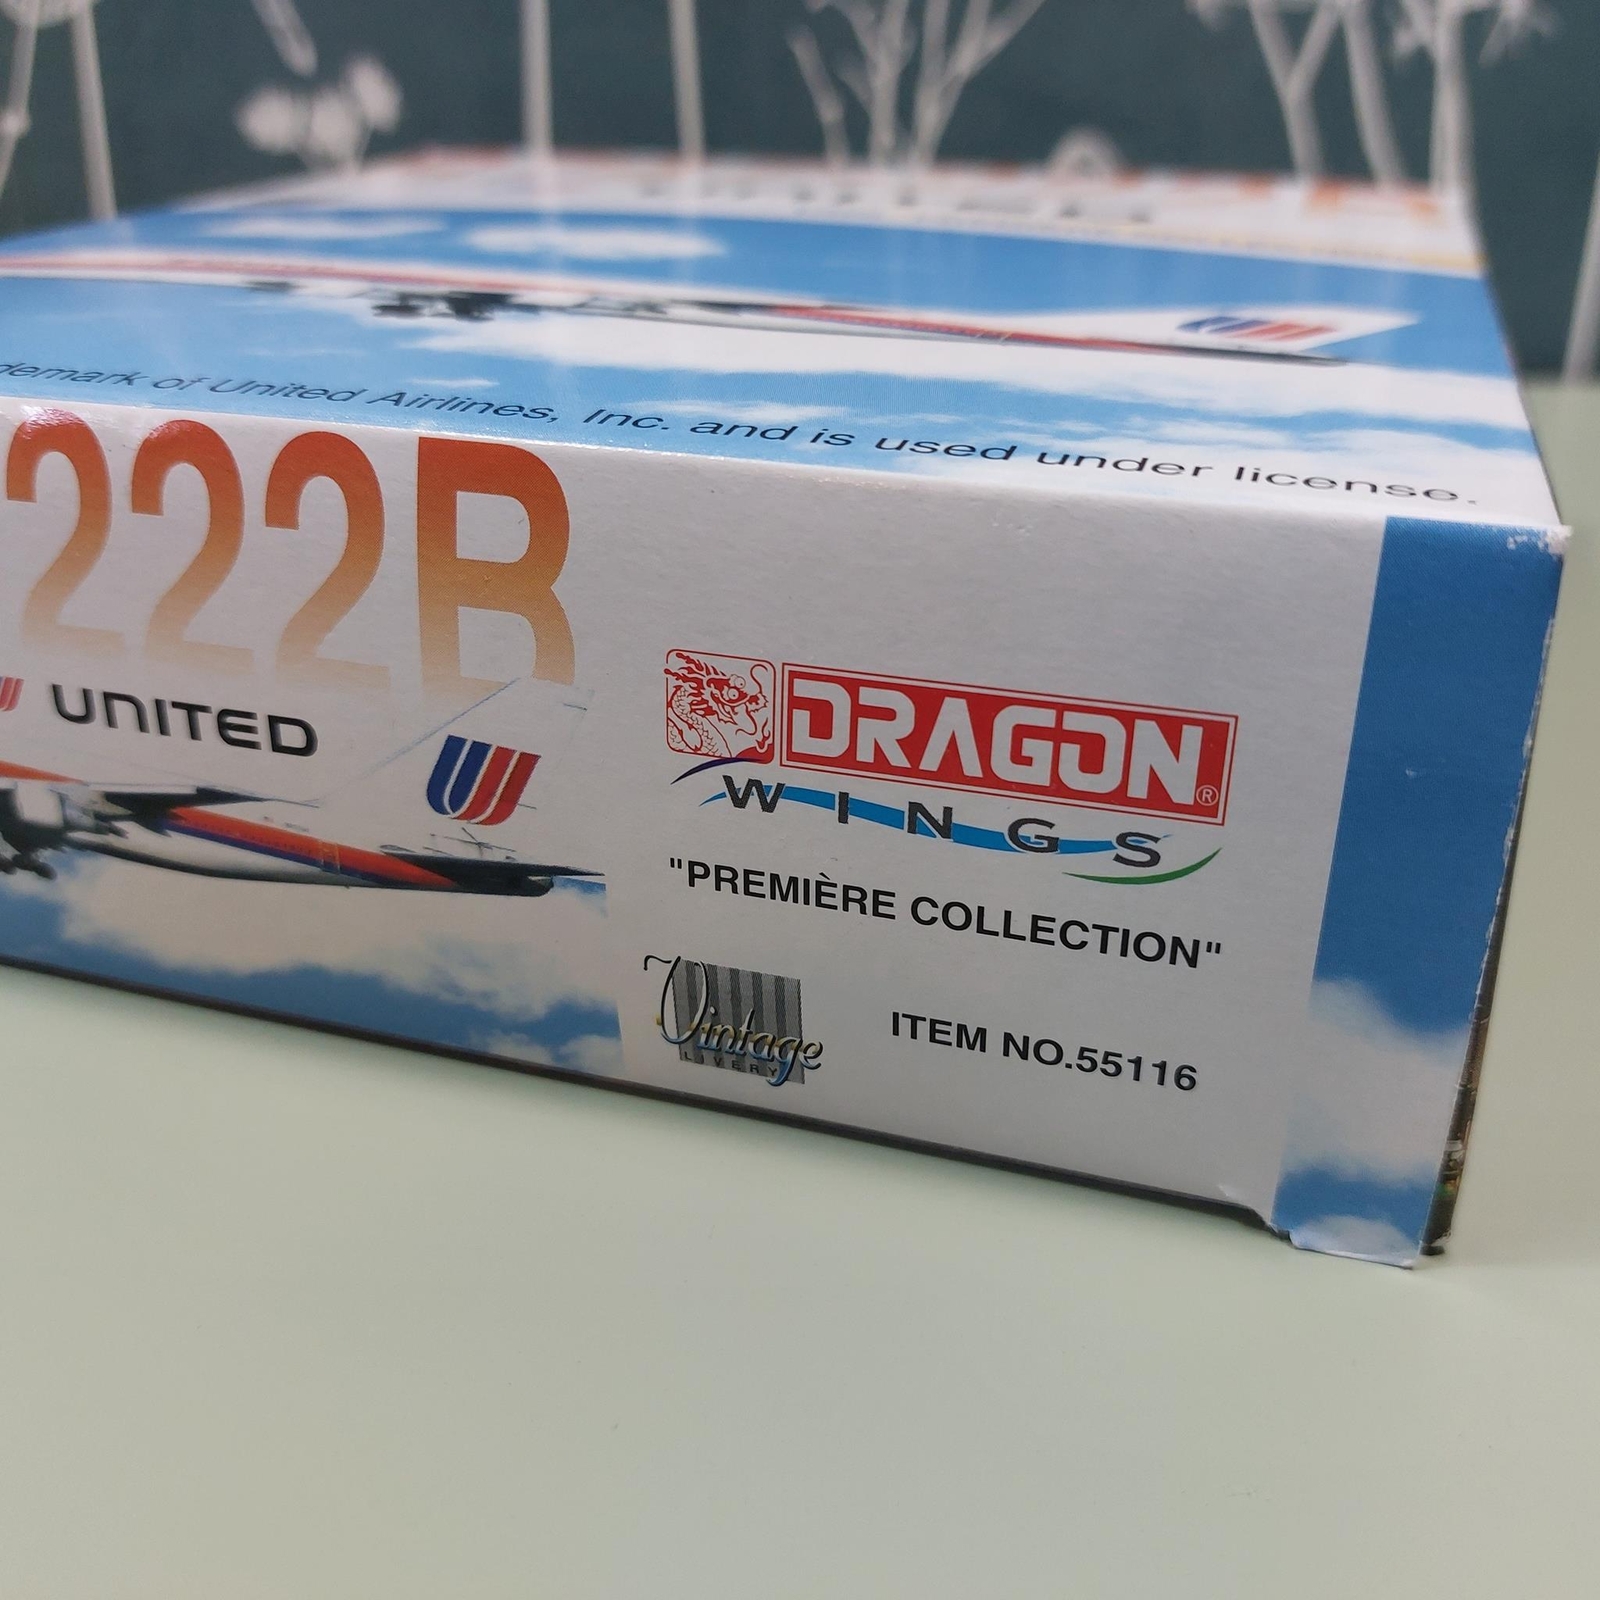 demark of United Airlines, Inc. and is used under license.
222B
UNITED
DRAGON®
WINGS
"PREMIÈRE COLLECTION"
Vintage
LIVERY
ITEM NO.55116